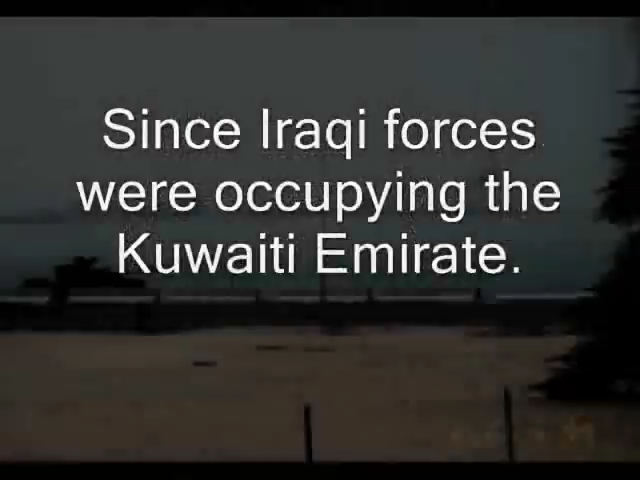 Since Iraqi forces
were occupying the
Kuwaiti Emirate.